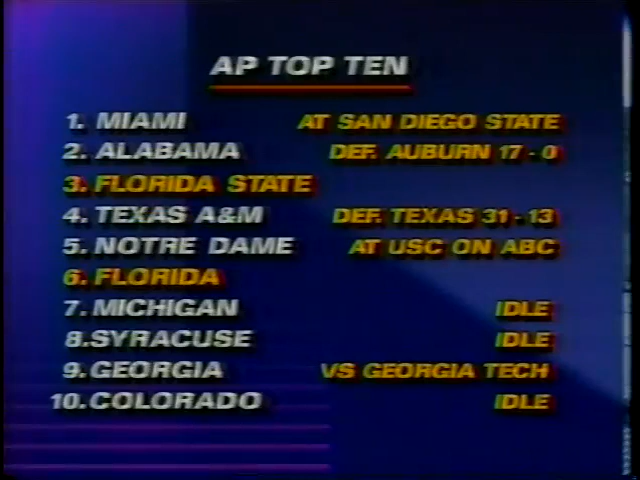 AP TOP TEN
1. MIAMI AT SAN DIEGO STATE
2. ALABAMA DEF. AUBURN 17 - 0
3. FLORIDA STATE
4. TEXAS A&M DEF. TEXAS 31 - 13
5. NOTRE DAME AT USC ON ABC
6. FLORIDA
7. MICHIGAN IDLE
8. SYRACUSE IDLE
9. GEORGIA VS GEORGIA TECH
10. COLORADO IDLE